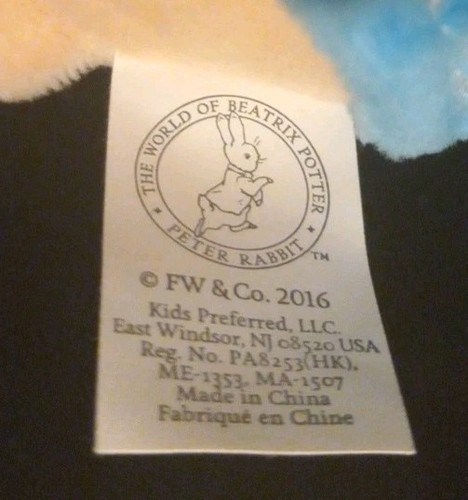 THE WORLD OF BEATRIX POTTER
PETER RABBIT ™
© FW & Co. 2016
Kids Preferred, LLC.
East Windsor, NJ 08520 USA
Reg. No. PA8253(HK),
ME-1353, MA-1507
Made in China
Fabriqué en Chine